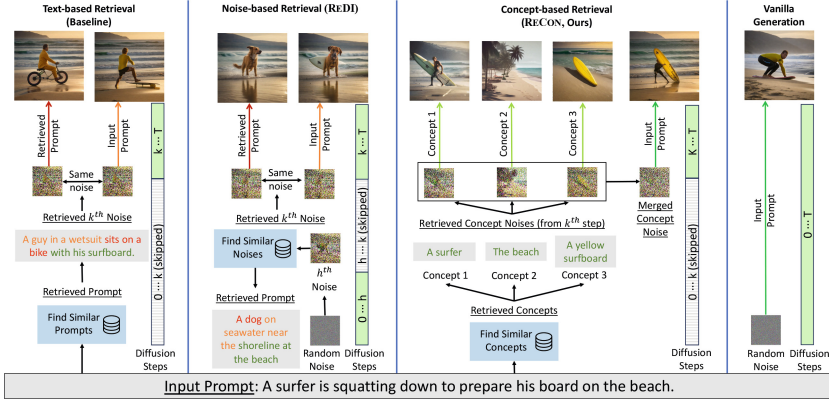 Text-based Retrieval
(Baseline)
Retrieved
Prompt
Input
Prompt
k ⋯ T
Same
noise
Retrieved kᵗʰ Noise
A guy in a wetsuit sits on a
bike with his surfboard.
Retrieved Prompt
Find Similar
Prompts
0 ⋯ k (skipped)
Diffusion
Steps
Noise-based Retrieval (REDI)
Retrieved
Prompt
Input
Prompt
k ⋯ T
Same
noise
Retrieved kᵗʰ Noise
Find Similar
Noises
hᵗʰ
Noise
Retrieved Prompt
A dog on
seawater near
the shoreline at
the beach
Random
Noise
h ⋯ k (skipped)
0 ⋯ h
Diffusion
Steps
Concept-based Retrieval
(RECON, Ours)
Concept 1
Concept 2
Concept 3
Input
Prompt
K ⋯ T
Retrieved Concept Noises (from kᵗʰ step)
Merged
Concept
Noise
A surfer
The beach
A yellow
surfboard
Concept 1
Concept 2
Concept 3
Retrieved Concepts
Find Similar
Concepts
0 ⋯ k (skipped)
Diffusion
Steps
Vanilla
Generation
Input
Prompt
0 ⋯ T
Random
Noise
Diffusion
Steps
Input Prompt: A surfer is squatting down to prepare his board on the beach.